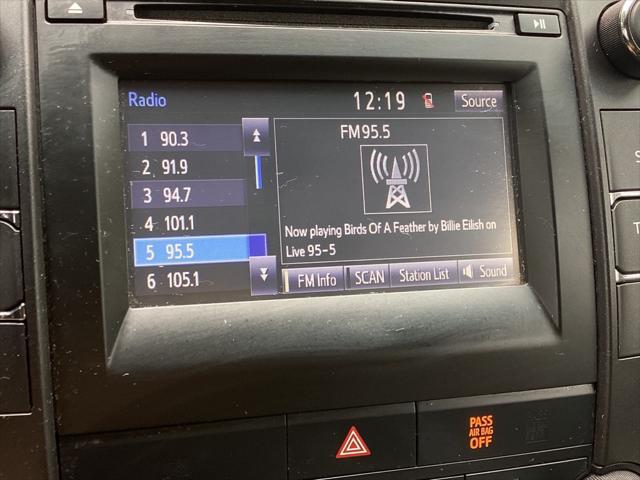 Radio 12:19 Source
1 90.3
2 91.9
3 94.7
4 101.1
5 95.5
6 105.1
FM 95.5
Now playing Birds Of A Feather by Billie Eilish on
Live 95-5
FM Info SCAN Station List Sound
S
T
PASS
AIR BAG
OFF